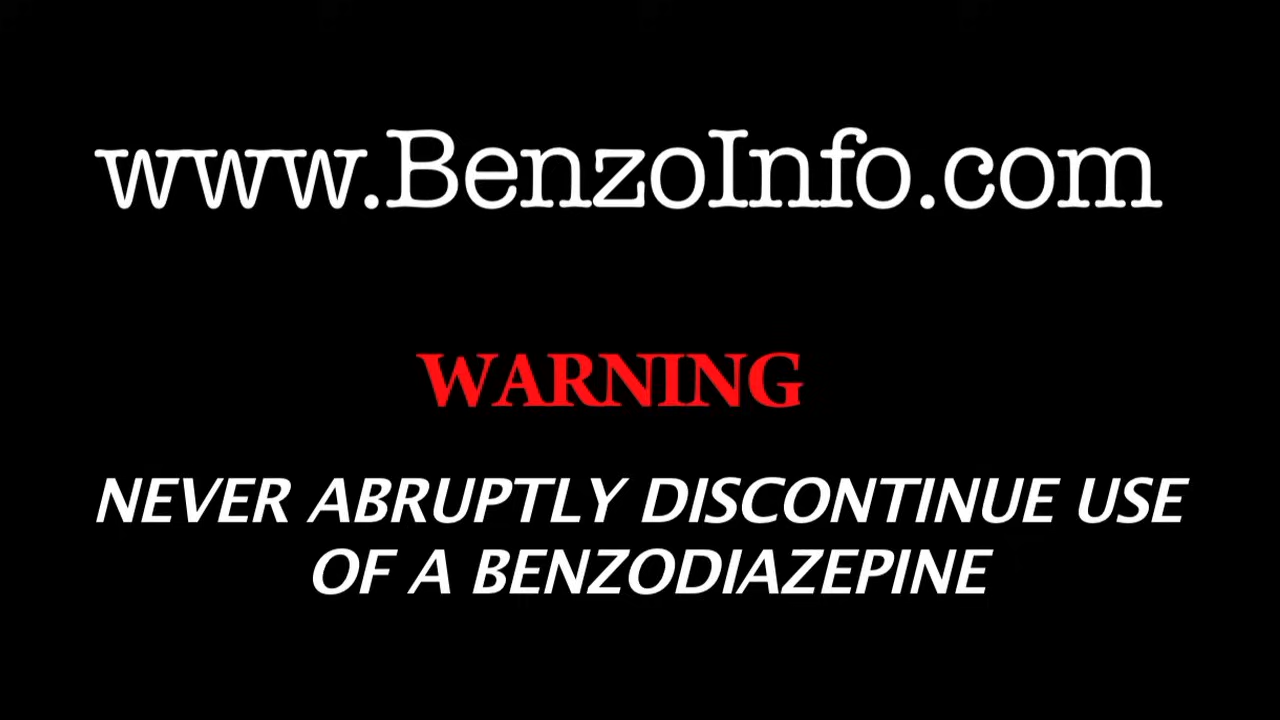 www.BenzoInfo.com
WARNING
NEVER ABRUPTLY DISCONTINUE USE
OF A BENZODIAZEPINE